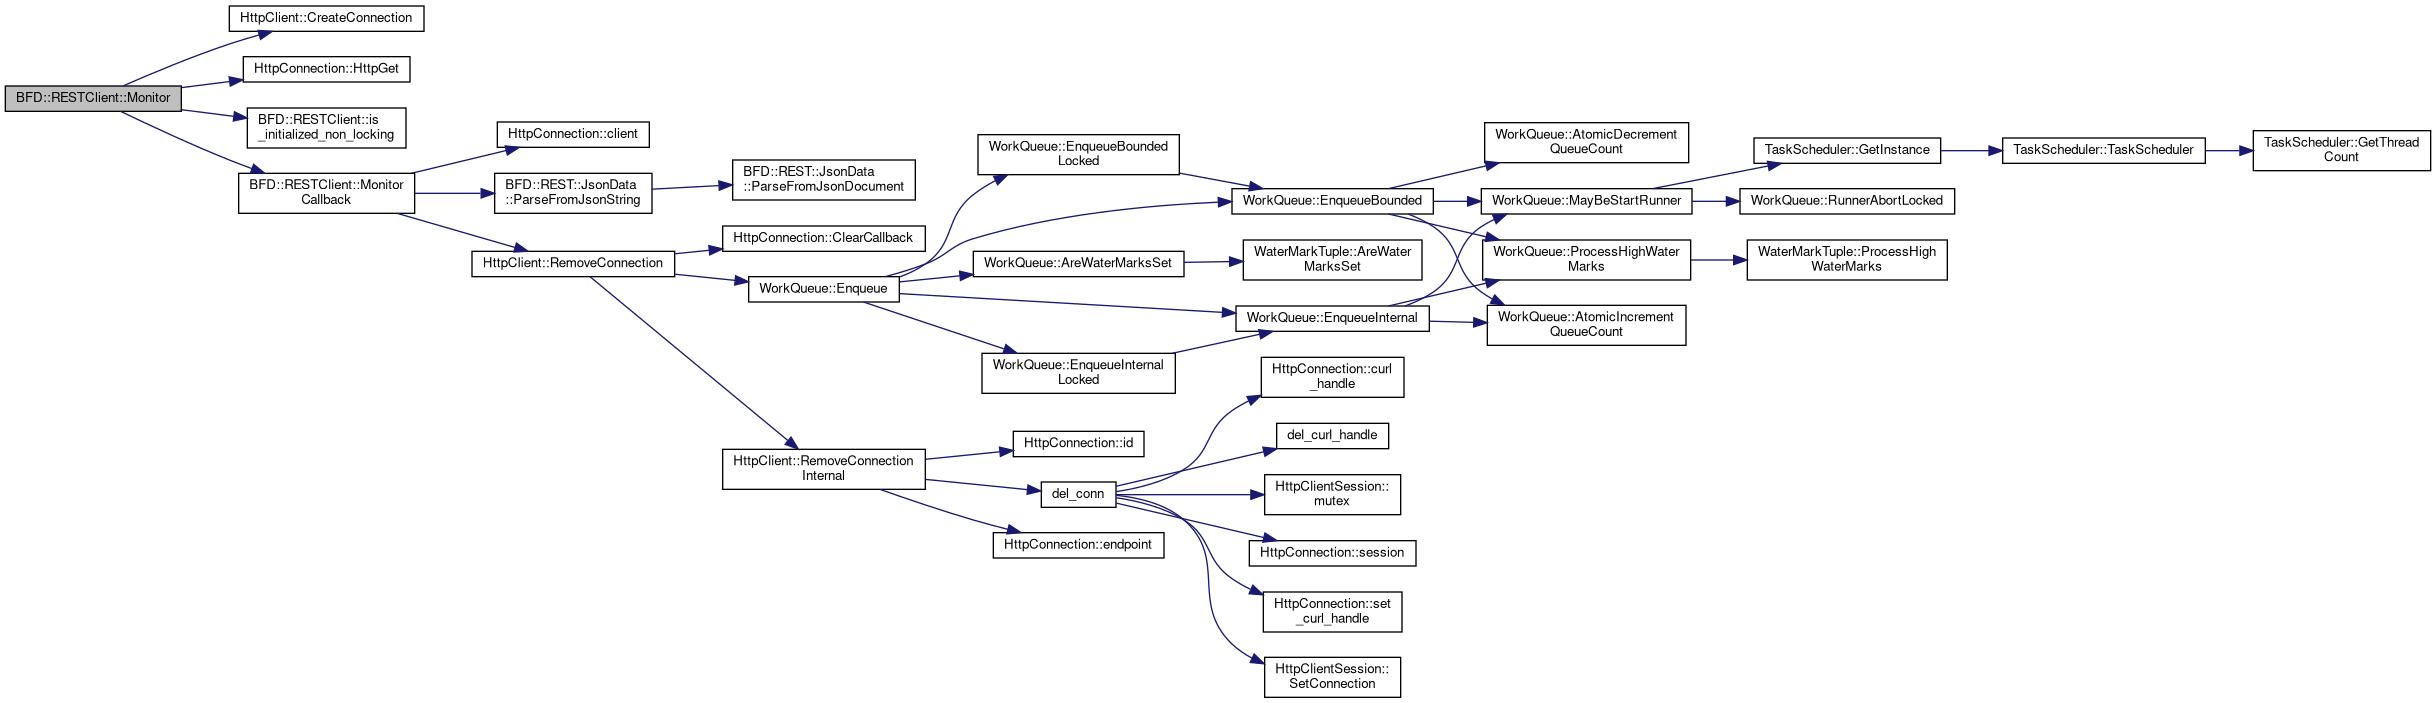 HttpClient::CreateConnection
HttpConnection::HttpGet
BFD::RESTClient::Monitor
BFD::RESTClient::is
_initialized_non_locking
BFD::RESTClient::Monitor
Callback
HttpConnection::client
BFD::REST::JsonData
::ParseFromJsonString
HttpClient::RemoveConnection
BFD::REST::JsonData
::ParseFromJsonDocument
HttpConnection::ClearCallback
WorkQueue::Enqueue
HttpClient::RemoveConnection
Internal
WorkQueue::EnqueueBounded
Locked
WorkQueue::AreWaterMarksSet
WorkQueue::EnqueueInternal
Locked
HttpConnection::id
del_conn
HttpConnection::endpoint
WorkQueue::EnqueueBounded
WaterMarkTuple::AreWater
MarksSet
WorkQueue::EnqueueInternal
HttpConnection::curl
_handle
del_curl_handle
HttpClientSession::
mutex
HttpConnection::session
HttpConnection::set
_curl_handle
HttpClientSession::
SetConnection
WorkQueue::AtomicDecrement
QueueCount
WorkQueue::MayBeStartRunner
WorkQueue::ProcessHighWater
Marks
WorkQueue::AtomicIncrement
QueueCount
TaskScheduler::GetInstance
WorkQueue::RunnerAbortLocked
WaterMarkTuple::ProcessHigh
WaterMarks
TaskScheduler::TaskScheduler
TaskScheduler::GetThread
Count